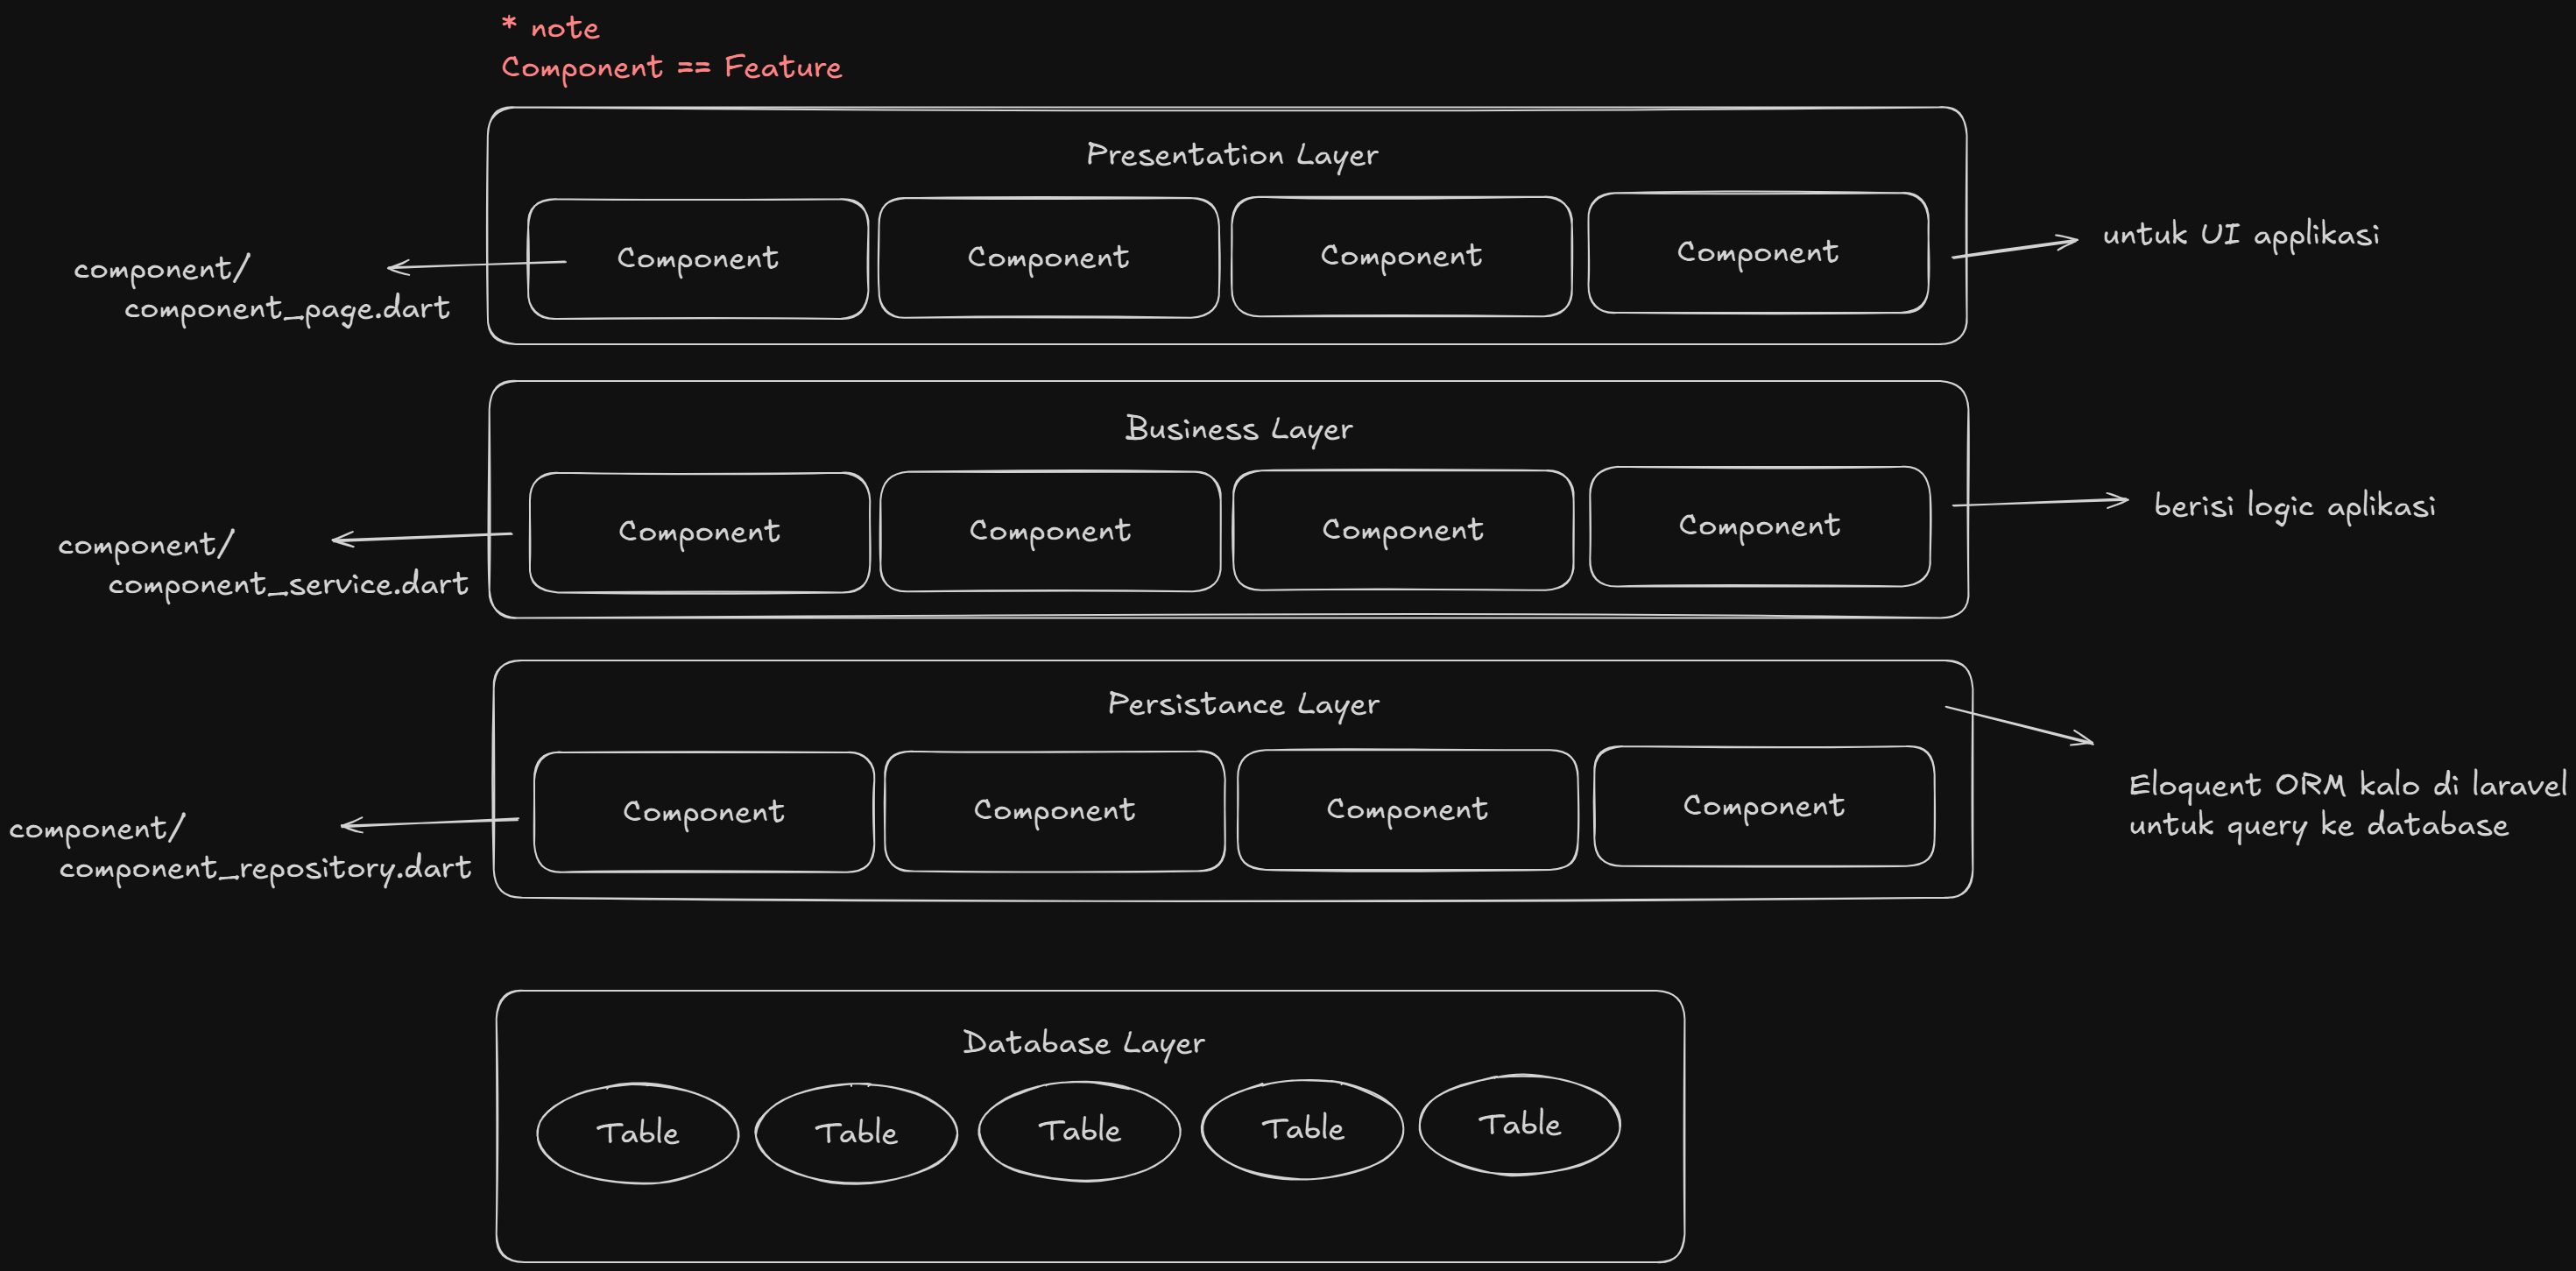 * note
Component == Feature
Presentation Layer
Component Component Component Component
component/
component_page.dart
untuk UI applikasi
Business Layer
Component Component Component Component
component/
component_service.dart
berisi logic aplikasi
Persistance Layer
Component Component Component Component
component/
component_repository.dart
Eloquent ORM kalo di laravel
untuk query ke database
Database Layer
Table Table Table Table Table